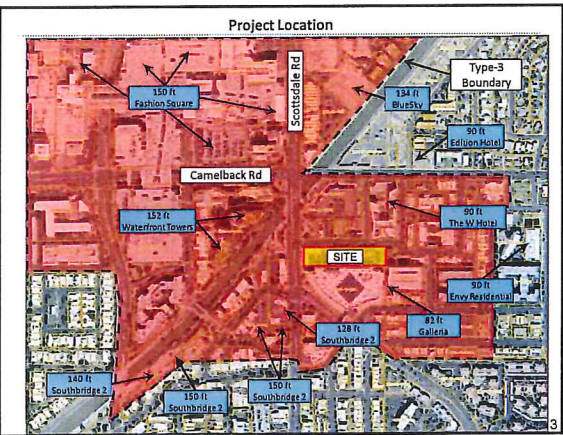 Project Location
Scottsdale Rd
Type-3
Boundary
150 ft
Fashion Square
134 ft
BlueSky
90 ft
Edition Hotel
Camelback Rd
152 ft
Waterfront Towers
90 ft
The W Hotel
SITE
90 ft
Envy Residential
82 ft
Galleria
128 ft
Southbridge 2
140 ft
Southbridge 2
150 ft
Southbridge 2
150 ft
Southbridge 2
3